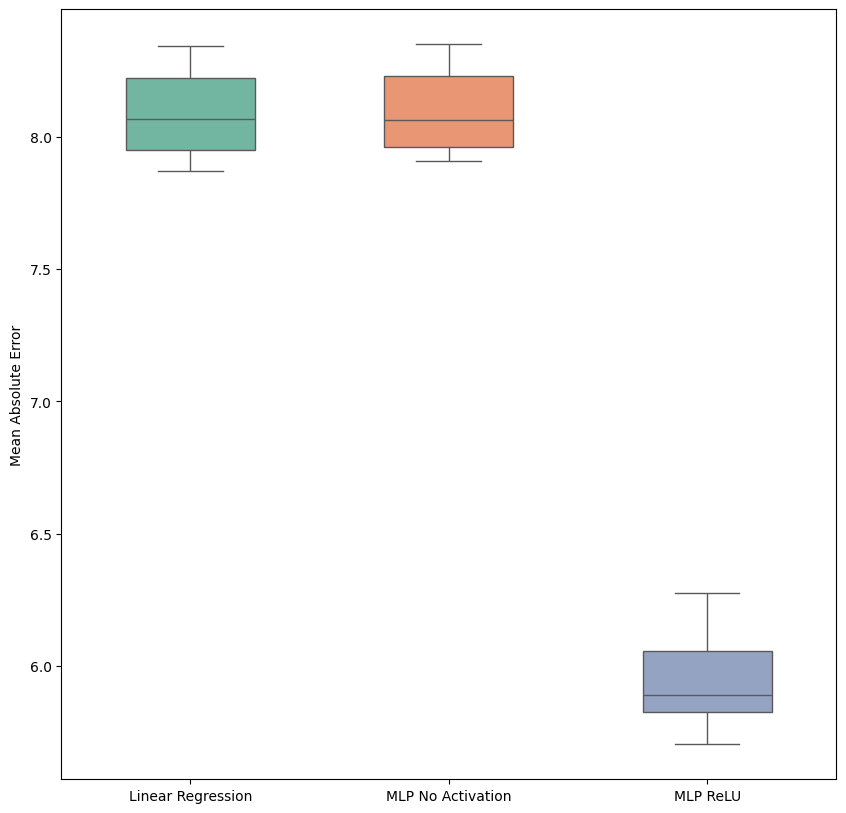 Mean Absolute Error
8.0
7.5
7.0
6.5
6.0
Linear Regression
MLP No Activation
MLP ReLU